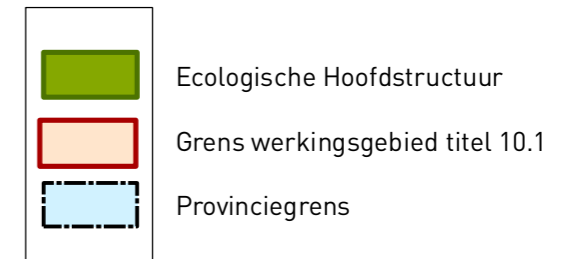 Ecologische Hoofdstructuur
Grens werkingsgebied titel 10.1
Provinciegrens